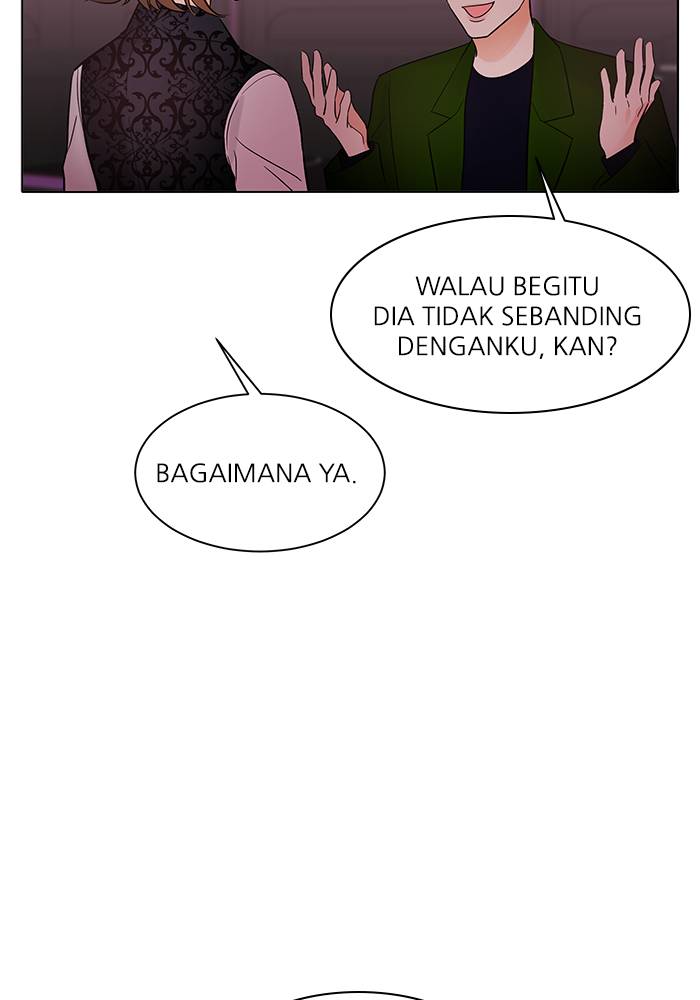 WALAU BEGITU
DIA TIDAK SEBANDING
DENGANKU, KAN?
BAGAIMANA YA.